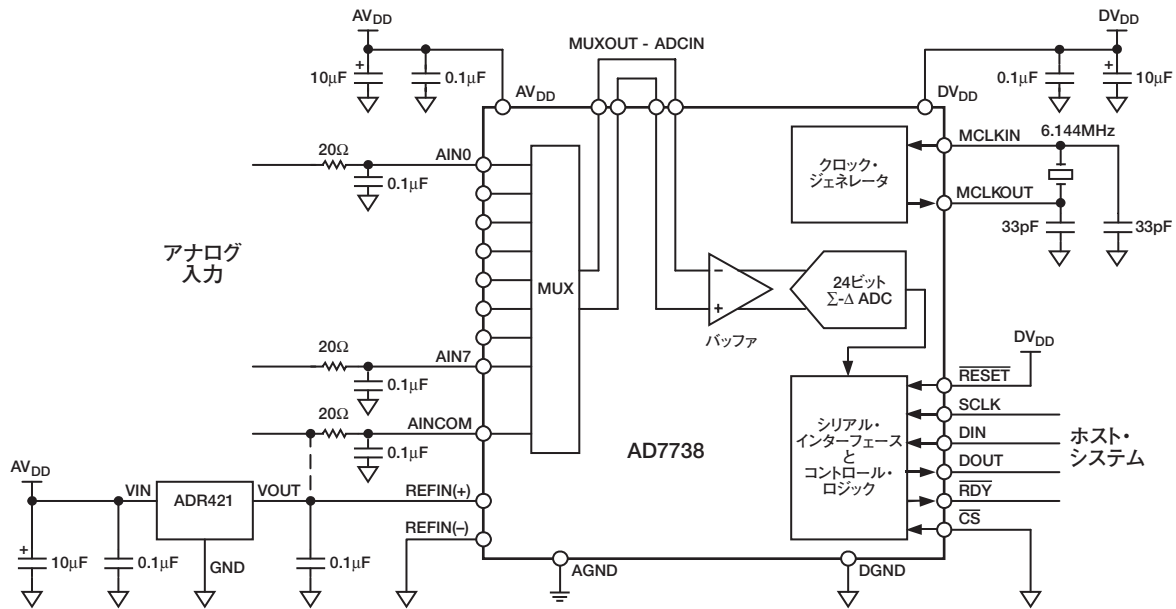 AVDD
DVDD
MUXOUT - ADCIN
10µF
+
0.1µF
0.1µF
+
10µF
AVDD
DVDD
6.144MHz
MCLKIN
クロック・
ジェネレータ
MCLKOUT
33pF
33pF
20Ω
AIN0
0.1µF
アナログ
入力
MUX
−
+
バッファ
24ビット
Σ-Δ ADC
20Ω
AIN7
0.1µF
DVDD
RESET
SCLK
DIN
DOUT
RDY
CS
ホスト・
システム
シリアル・
インターフェース
と
コントロール・
ロジック
20Ω
AINCOM
0.1µF
AD7738
AVDD
VIN
ADR421
VOUT
REFIN(+)
REFIN(–)
+
10µF
0.1µF
GND
0.1µF
AGND
DGND